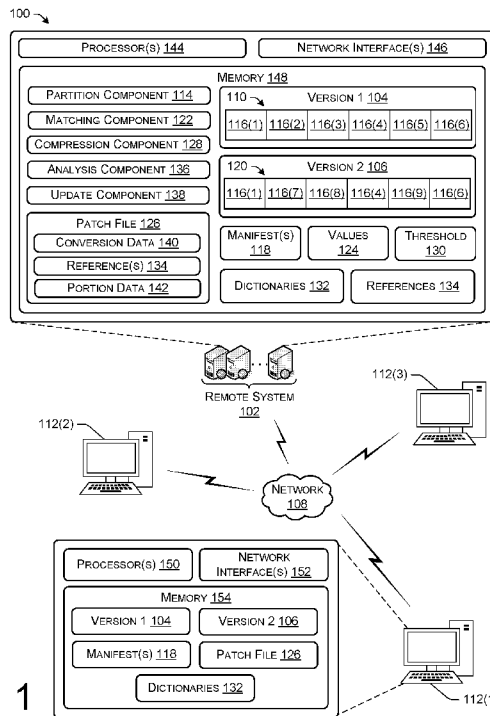 100
PROCESSOR(S) 144
NETWORK INTERFACE(S) 146
MEMORY 148
PARTITION COMPONENT 114
MATCHING COMPONENT 122
COMPRESSION COMPONENT 128
ANALYSIS COMPONENT 136
UPDATE COMPONENT 138
PATCH FILE 126
CONVERSION DATA 140
REFERENCE(S) 134
PORTION DATA 142
110
VERSION 1 104
116(1) 116(2) 116(3) 116(4) 116(5) 116(6)
120
VERSION 2 106
116(1) 116(7) 116(8) 116(4) 116(9) 116(6)
MANIFEST(S) 118
VALUES 124
THRESHOLD 130
DICTIONARIES 132
REFERENCES 134
REMOTE SYSTEM
102
112(2)
112(3)
NETWORK
108
PROCESSOR(S) 150
NETWORK INTERFACE(S) 152
MEMORY 154
VERSION 1 104
VERSION 2 106
MANIFEST(S) 118
PATCH FILE 126
DICTIONARIES 132
1
112(1